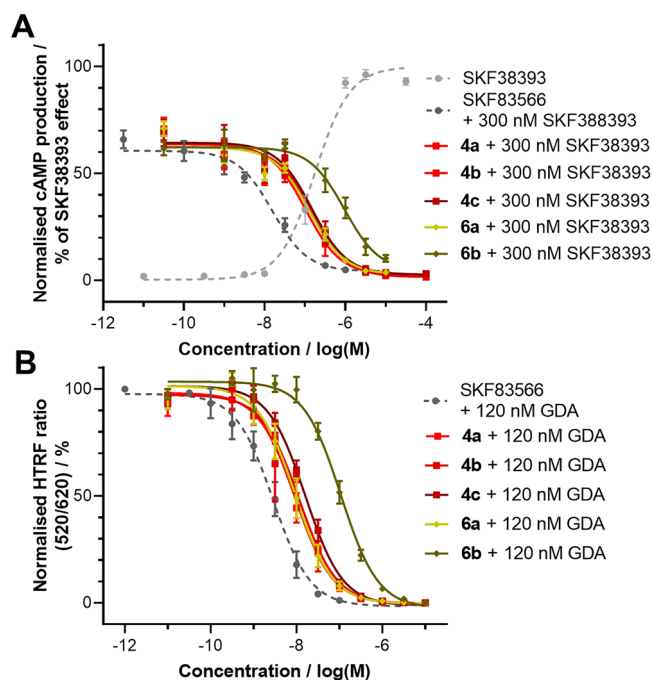 A
Normalised cAMP production /
% of SKF38393 effect
100
50
0
-12
-10
-8
-6
-4
Concentration / log(M)
SKF38393
SKF83566
+ 300 nM SKF388393
4a + 300 nM SKF38393
4b + 300 nM SKF38393
4c + 300 nM SKF38393
6a + 300 nM SKF38393
6b + 300 nM SKF38393
B
Normalised HTRF ratio
(520/620) / %
100
50
0
-12
-10
-8
-6
Concentration / log(M)
SKF83566
+ 120 nM GDA
4a + 120 nM GDA
4b + 120 nM GDA
4c + 120 nM GDA
6a + 120 nM GDA
6b + 120 nM GDA